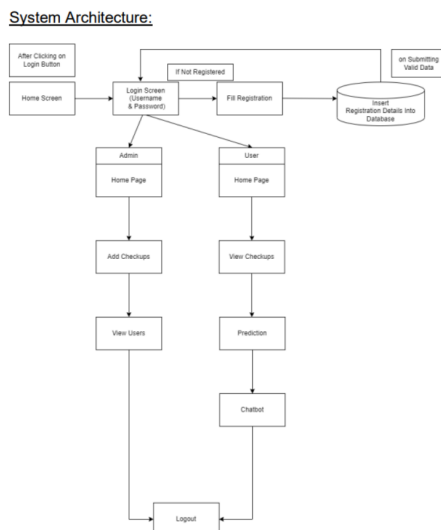 System Architecture:
After Clicking on
Login Button
If Not Registered
on Submitting
Valid Data
Home Screen
Login Screen
(Username
& Password)
Fill Registration
Insert
Registration Details Into
Database
Admin
User
Home Page
Home Page
Add Checkups
View Checkups
View Users
Prediction
Chatbot
Logout